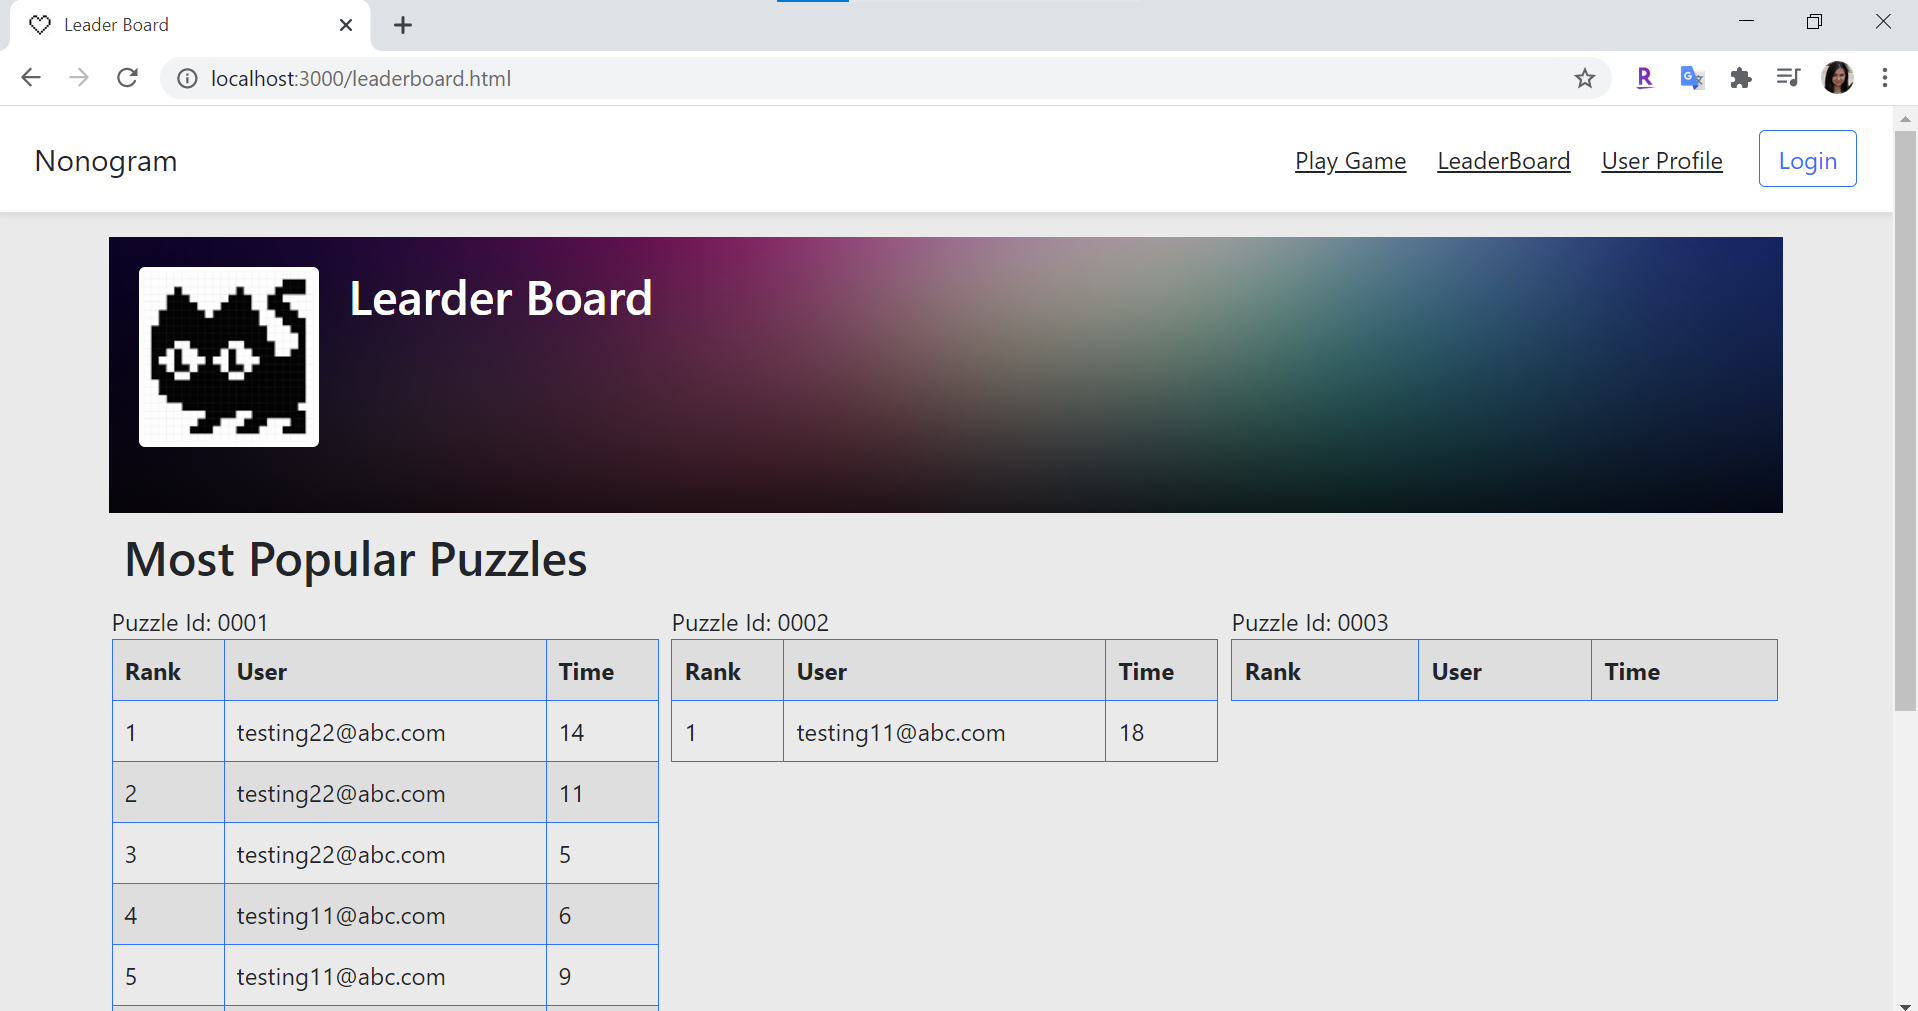 Leader Board
localhost:3000/leaderboard.html
R
G
Nonogram
Play Game LeaderBoard User Profile Login
Learder Board
Most Popular Puzzles
Puzzle Id: 0001
Rank User Time
1 testing22@abc.com 14
2 testing22@abc.com 11
3 testing22@abc.com 5
4 testing11@abc.com 6
5 testing11@abc.com 9
Puzzle Id: 0002
Rank User Time
1 testing11@abc.com 18
Puzzle Id: 0003
Rank User Time